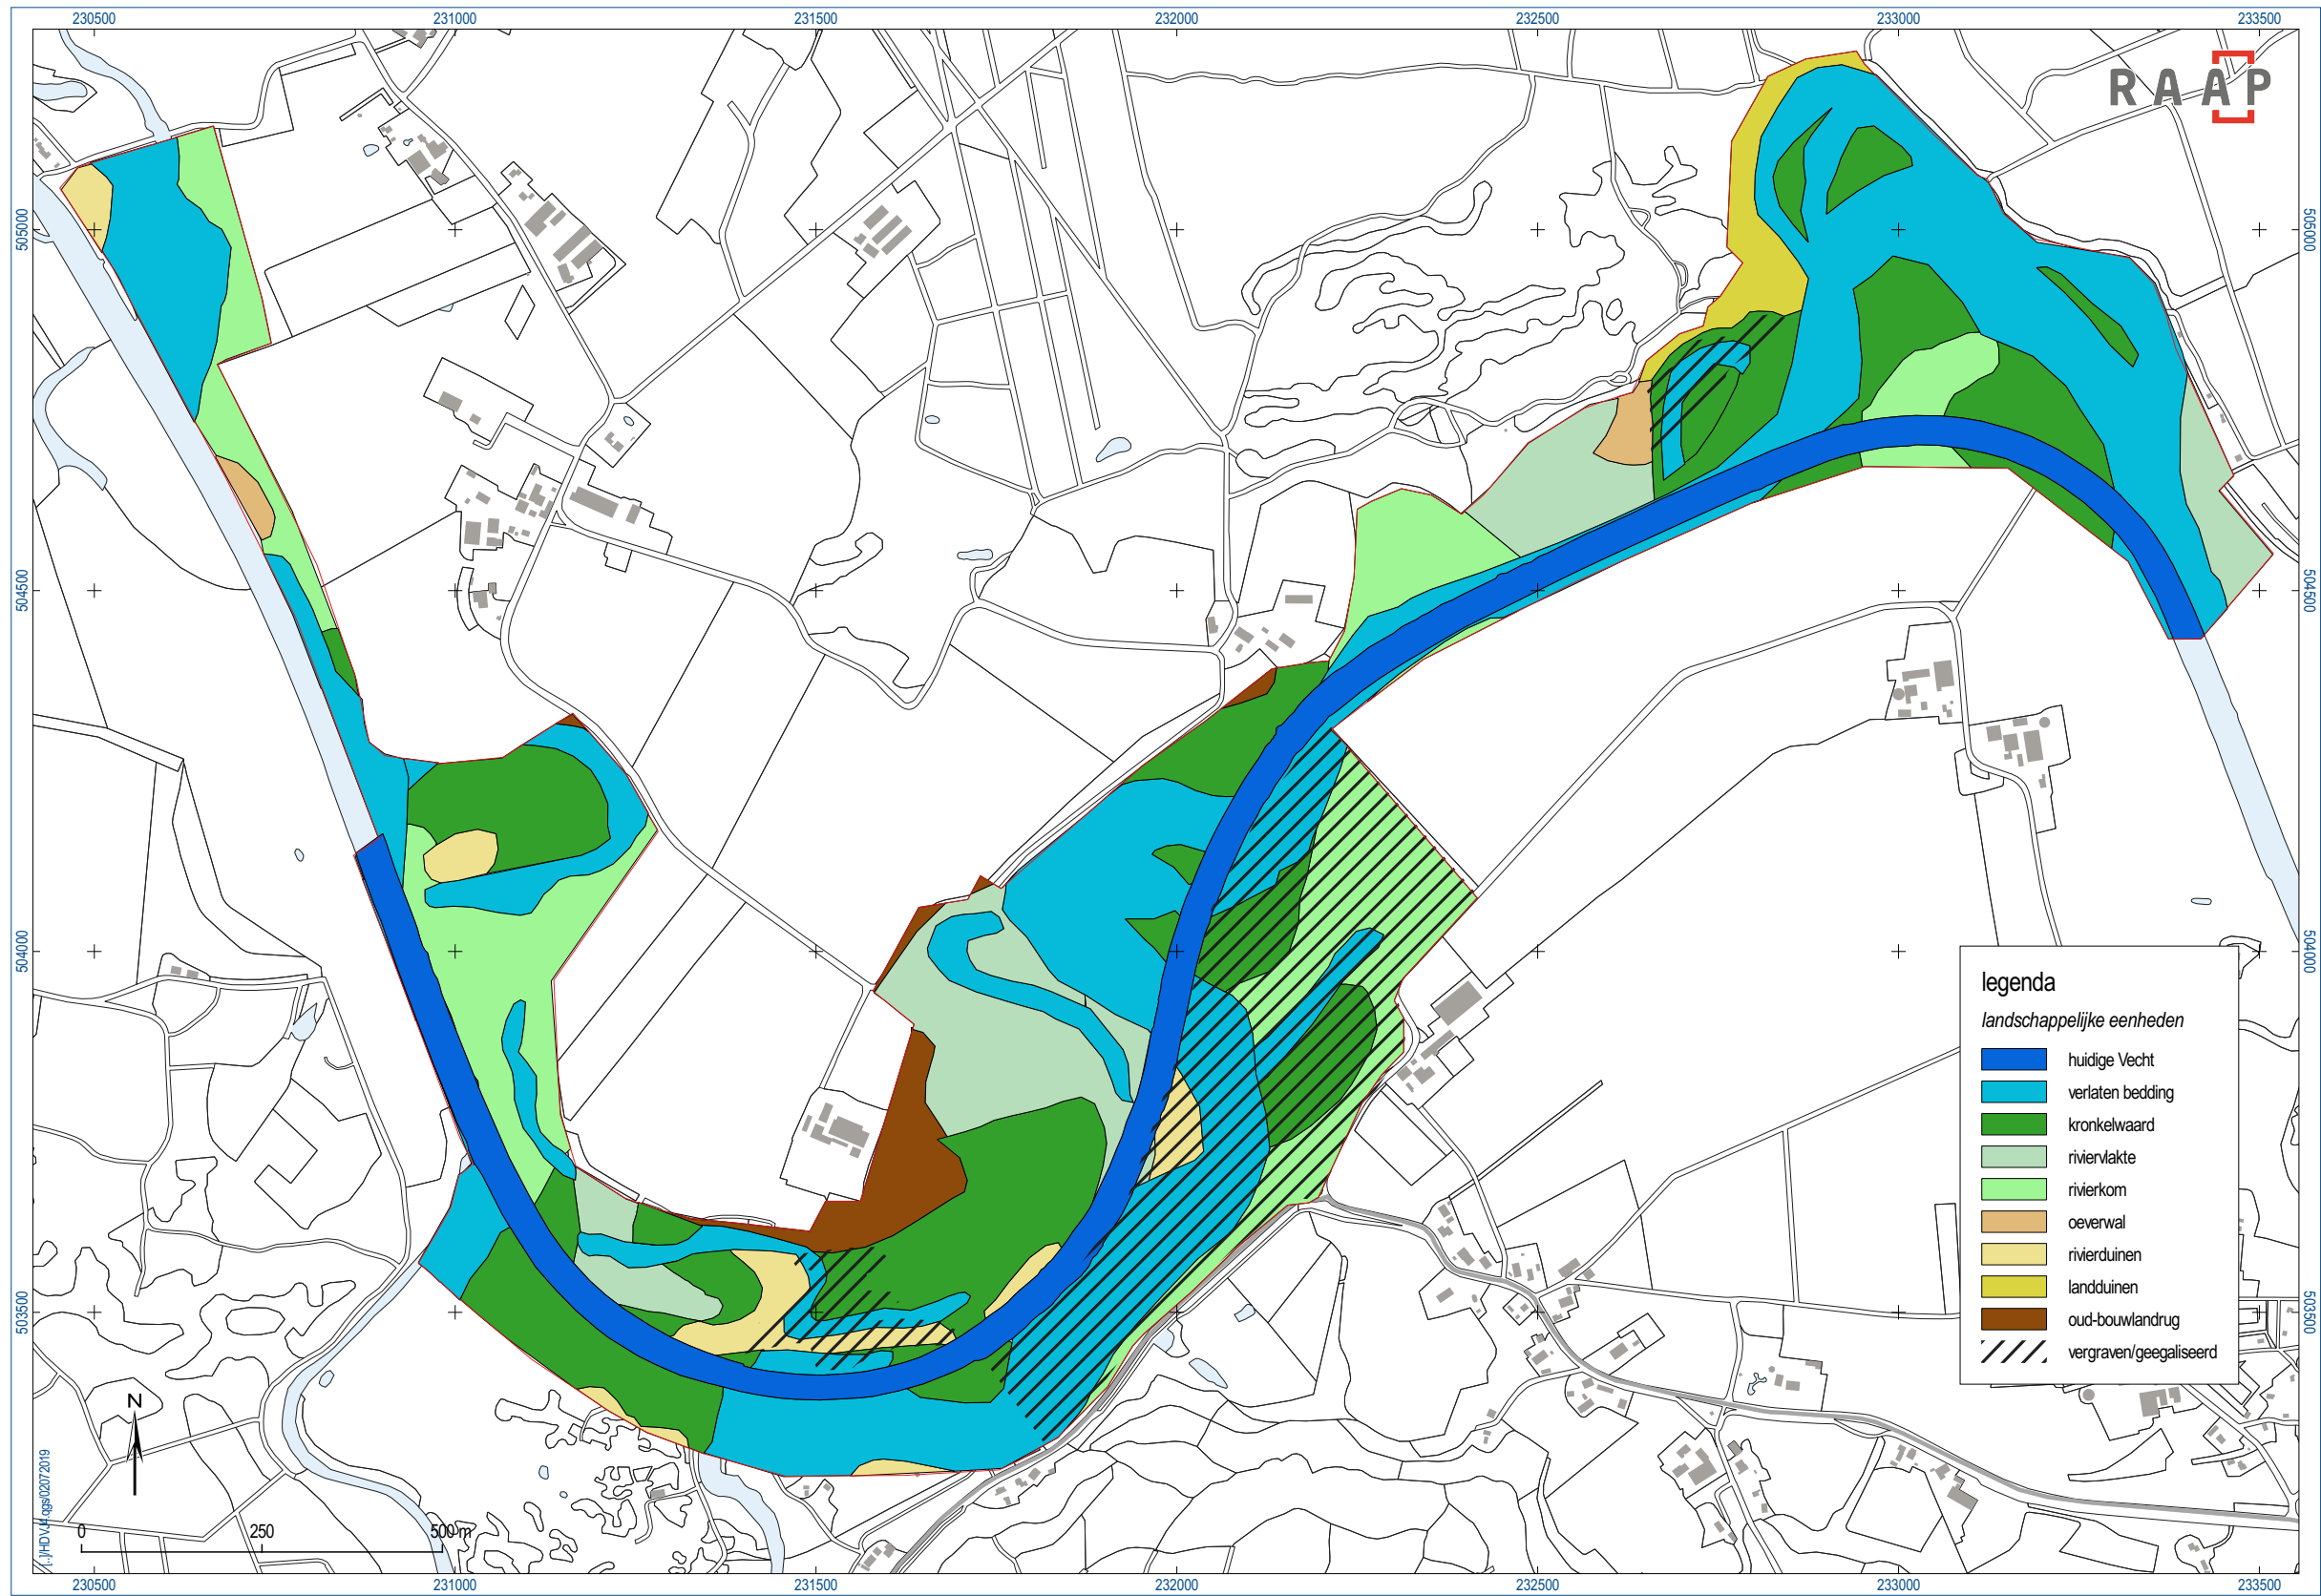 230500 231000 231500 232000 232500 233000 233500
RAAP
505000 505000
504500 504500
504000 504000
503500 503500
legenda
landschappelijke eenheden
huidige Vecht
verlaten bedding
kronkelwaard
riviervlakte
rivierkom
oeverwal
rivierduinen
landduinen
oud-bouwlandrug
vergraven/geegaliseerd
N
0 250 500 m
230500 231000 231500 232000 232500 233000 233500